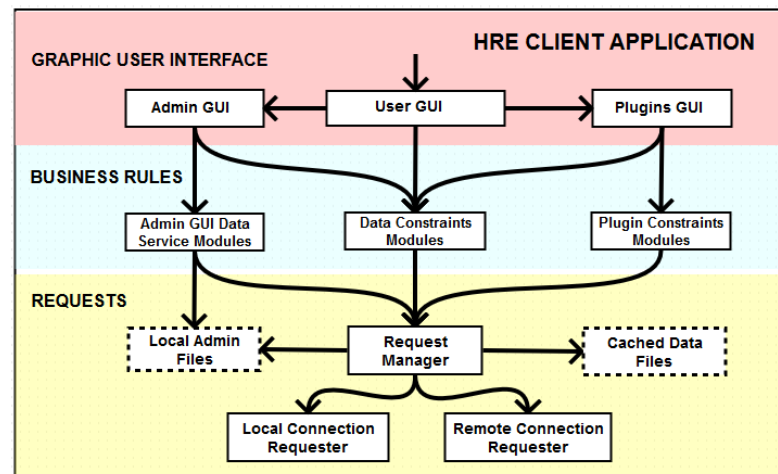 HRE CLIENT APPLICATION
GRAPHIC USER INTERFACE
Admin GUI
User GUI
Plugins GUI
BUSINESS RULES
Admin GUI Data
Service Modules
Data Constraints
Modules
Plugin Constraints
Modules
REQUESTS
Local Admin
Files
Request
Manager
Cached Data
Files
Local Connection
Requester
Remote Connection
Requester